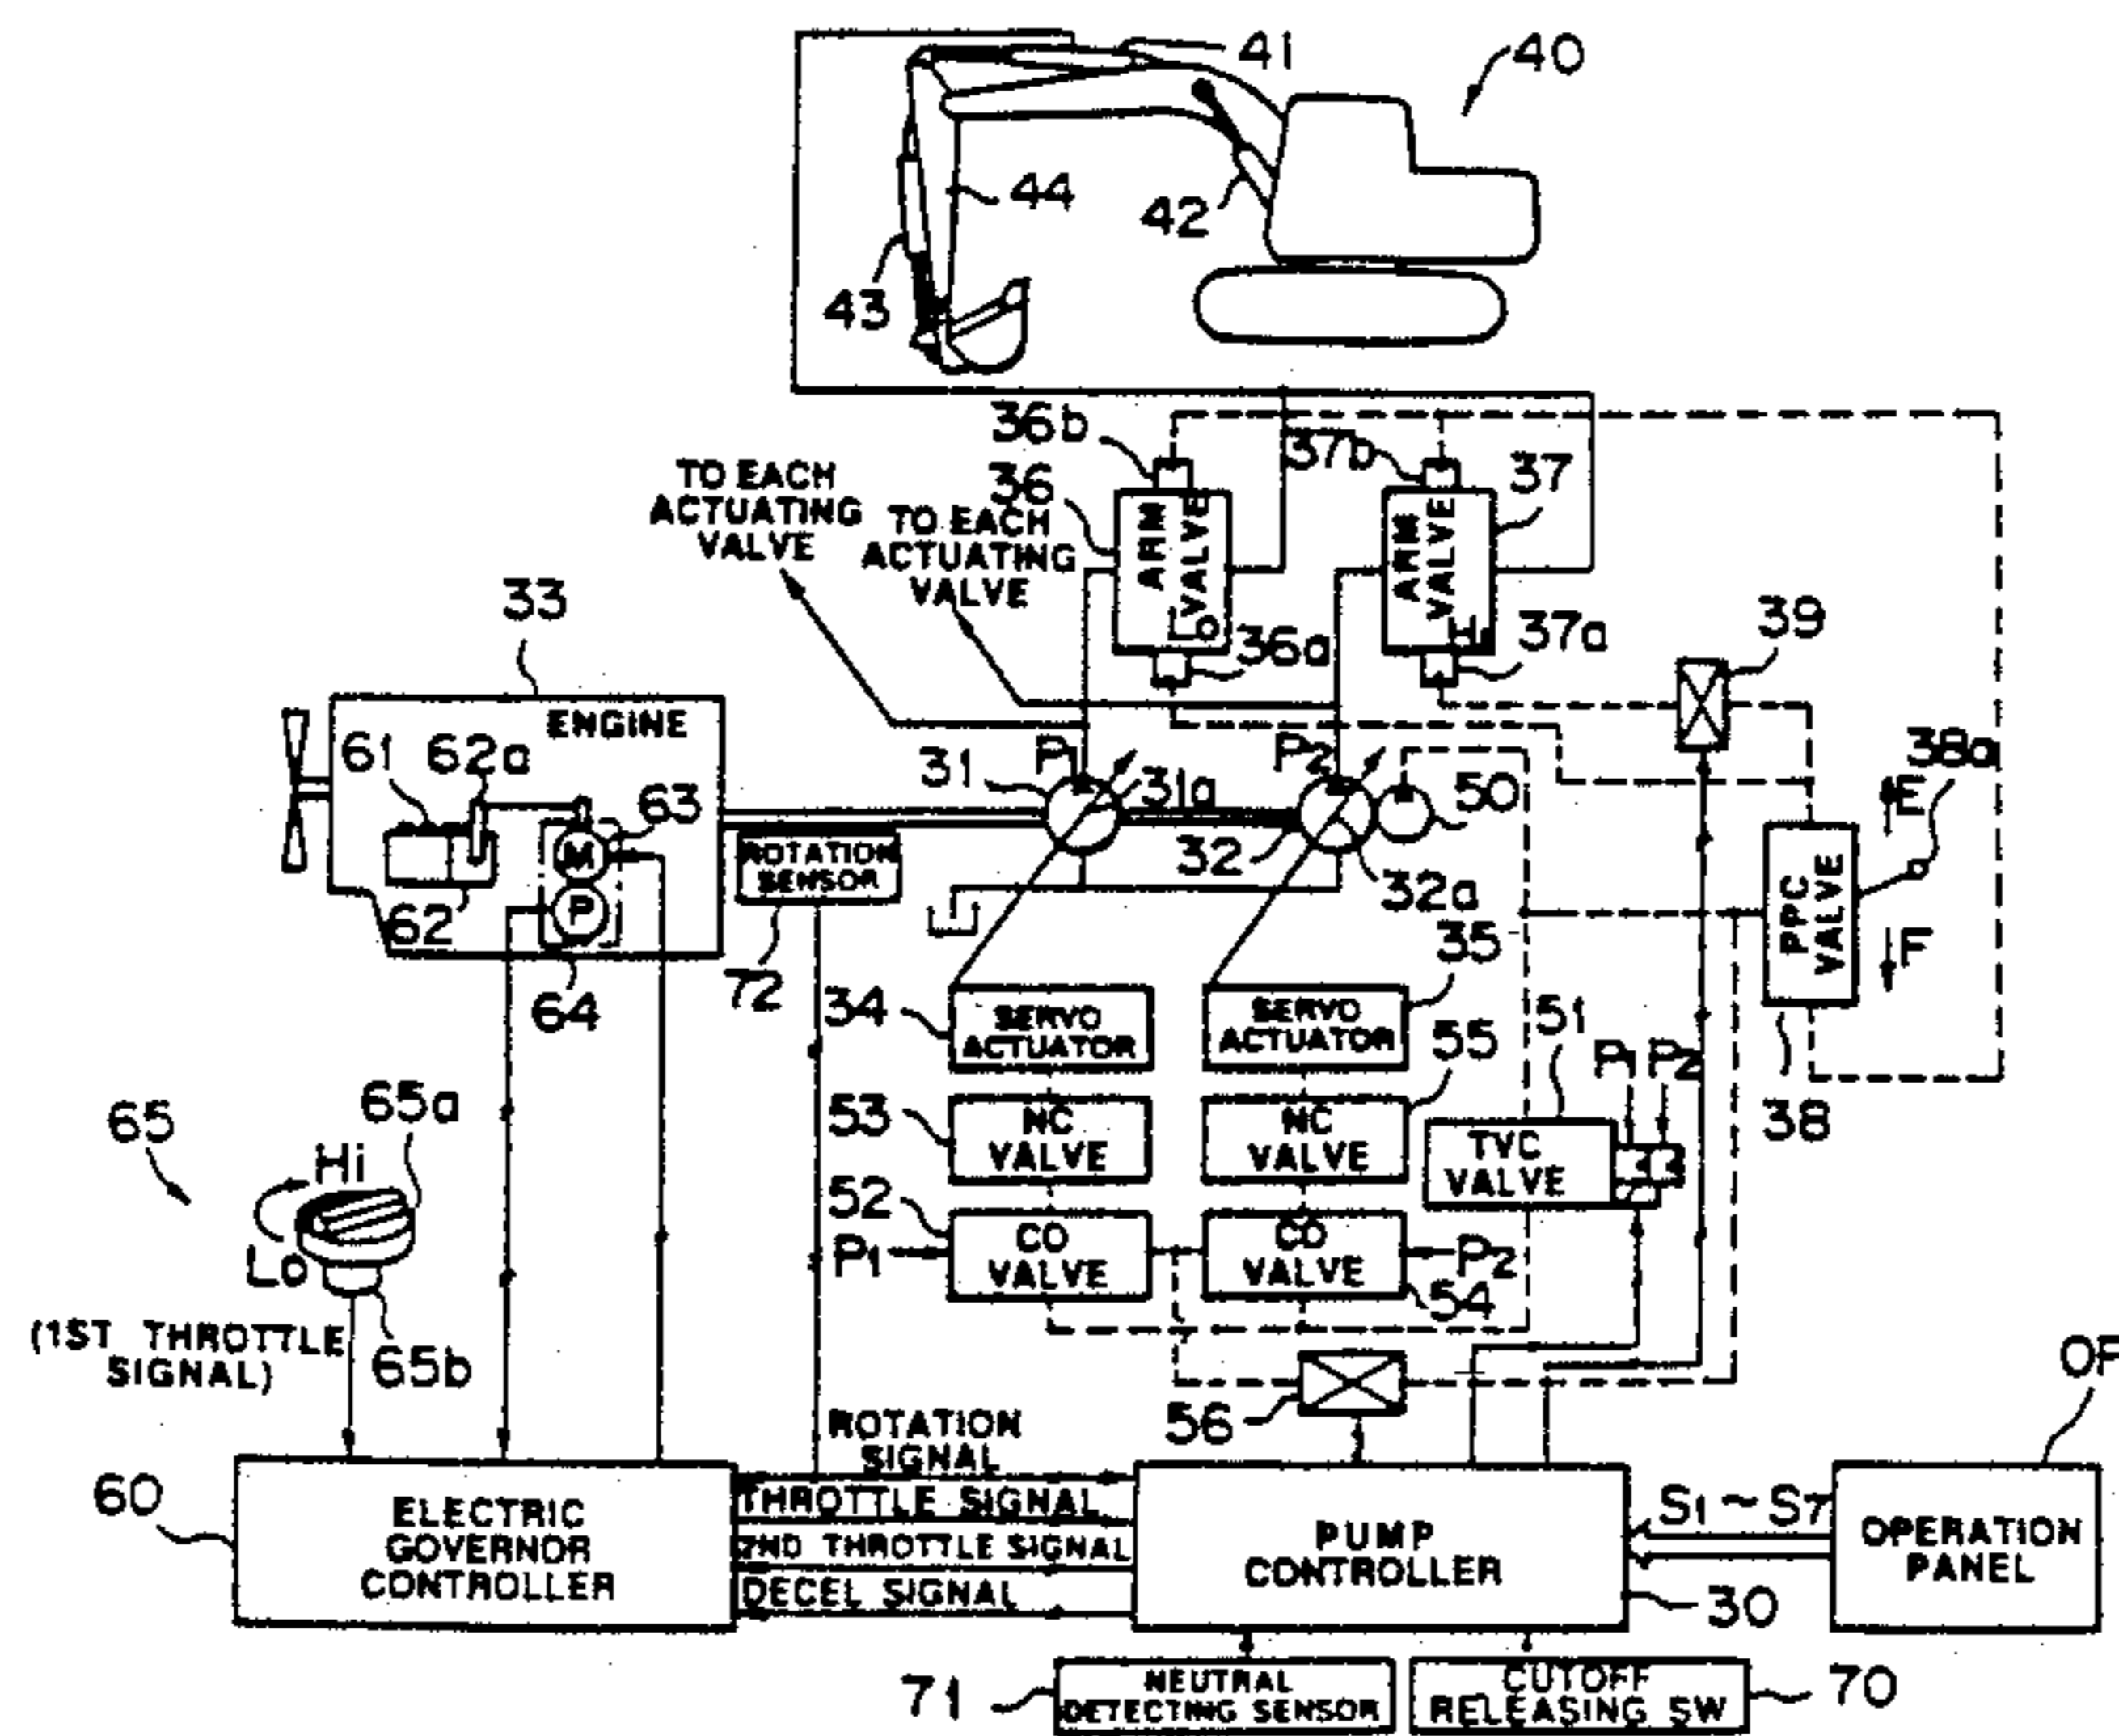 41
40
44
42
43
36b
37b
36
37
TO EACH
ACTUATING
VALVE
TO EACH
ACTUATING
VALVE
ARM
VALVE
Lo
ARM
VALVE
Hi
36a
37a
39
33
ENGINE
61
62a
63
M
P
62
64
31
P1
31a
P2
50
32
32a
38a
E
F
PPC
VALVE
38
ROTATION
SENSOR
72
34
SERVO
ACTUATOR
35
SERVO
ACTUATOR
53
NC
VALVE
55
NC
VALVE
51
P1
P2
TVC
VALVE
52
P1
CO
VALVE
CO
VALVE
P2
54
65
65a
Hi
Lo
(1ST THROTTLE
SIGNAL)
65b
56
60
ELECTRIC
GOVERNOR
CONTROLLER
ROTATION
SIGNAL
THROTTLE SIGNAL
2ND THROTTLE SIGNAL
DECEL SIGNAL
PUMP
CONTROLLER
30
S1~S7
OP
OPERATION
PANEL
71
NEUTRAL
DETECTING SENSOR
CUTOFF
RELEASING SW
70